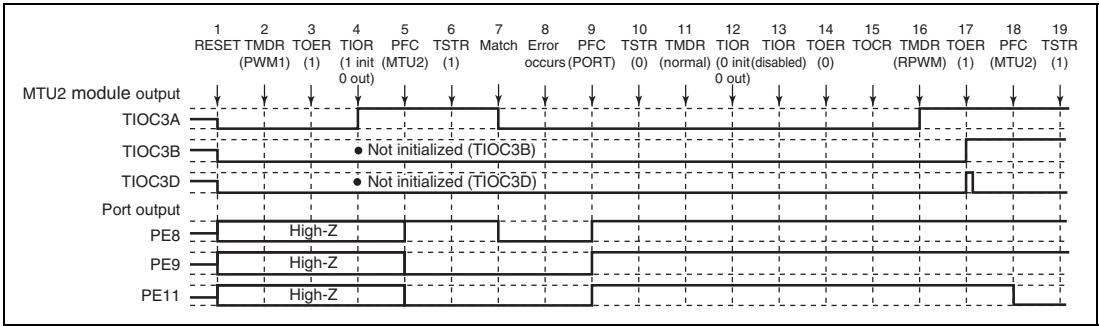 1 2 3 4 5 6 7 8 9 10 11 12 13 14 15 16 17 18 19
RESET TMDR TOER TIOR PFC TSTR Match Error PFC TSTR TMDR TIOR TIOR TOER TOCR TMDR TOER PFC TSTR
(PWM1) (1) (1 init (MTU2) (1) occurs (PORT) (0) (normal) (0 init (disabled) (0) (RPWM) (1) (MTU2) (1)
0 out) 0 out)
MTU2 module output
TIOC3A
TIOC3B • Not initialized (TIOC3B)
TIOC3D • Not initialized (TIOC3D)
Port output
PE8 High-Z
PE9 High-Z
PE11 High-Z